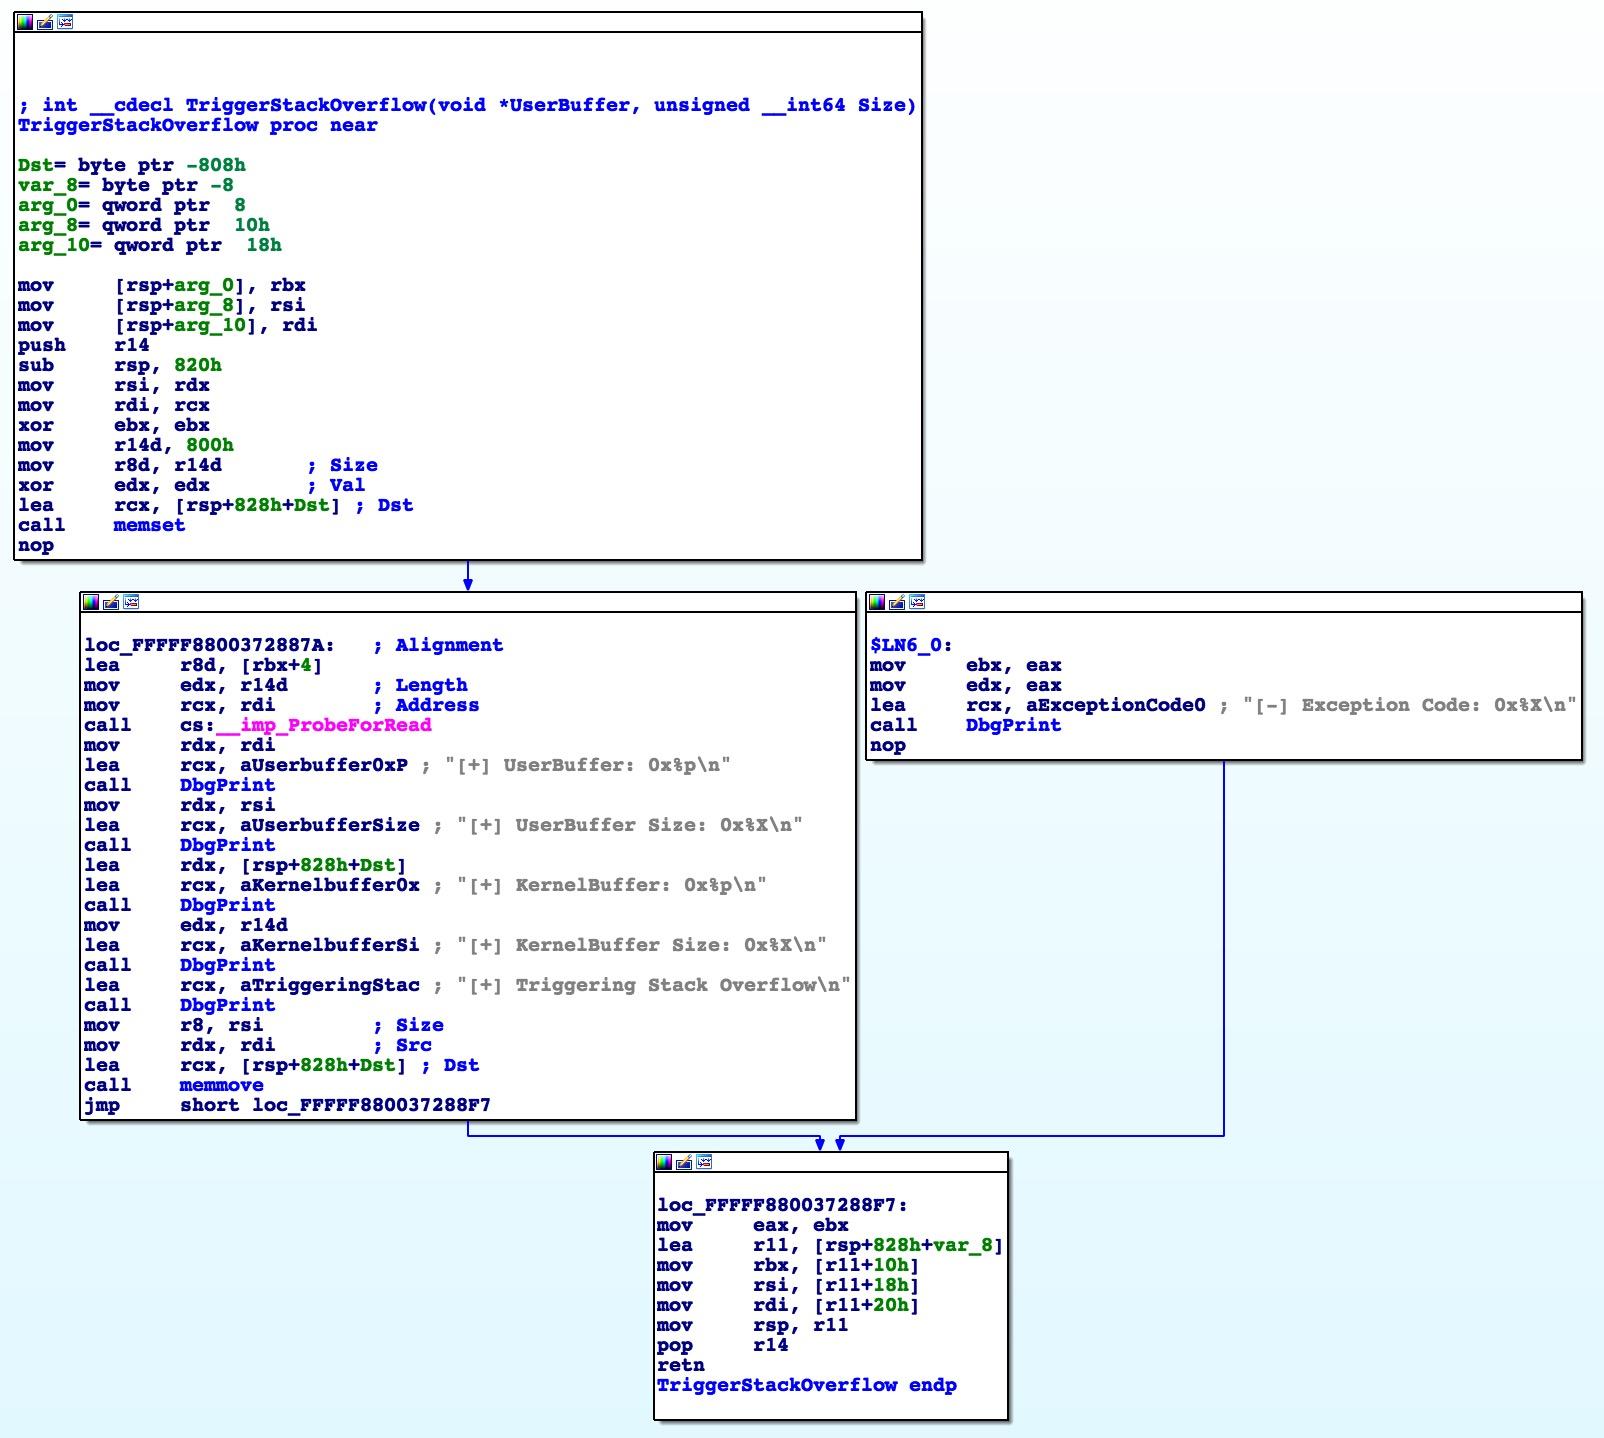 ; int __cdecl TriggerStackOverflow(void *UserBuffer, unsigned __int64 Size)
TriggerStackOverflow proc near
Dst= byte ptr -808h
var_8= byte ptr -8
arg_0= qword ptr  8
arg_8= qword ptr  10h
arg_10= qword ptr  18h
mov     [rsp+arg_0], rbx
mov     [rsp+arg_8], rsi
mov     [rsp+arg_10], rdi
push    r14
sub     rsp, 820h
mov     rsi, rdx
mov     rdi, rcx
xor     ebx, ebx
mov     r14d, 800h
mov     r8d, r14d       ; Size
xor     edx, edx        ; Val
lea     rcx, [rsp+828h+Dst] ; Dst
call    memset
nop
loc_FFFFF8800372887A:   ; Alignment
lea     r8d, [rbx+4]
mov     edx, r14d       ; Length
mov     rcx, rdi        ; Address
call    cs:__imp_ProbeForRead
mov     rdx, rdi
lea     rcx, aUserbuffer0xP ; "[+] UserBuffer: 0x%p\n"
call    DbgPrint
mov     rdx, rsi
lea     rcx, aUserbufferSize ; "[+] UserBuffer Size: 0x%X\n"
call    DbgPrint
lea     rdx, [rsp+828h+Dst]
lea     rcx, aKernelbuffer0x ; "[+] KernelBuffer: 0x%p\n"
call    DbgPrint
mov     edx, r14d
lea     rcx, aKernelbufferSi ; "[+] KernelBuffer Size: 0x%X\n"
call    DbgPrint
lea     rcx, aTriggeringStac ; "[+] Triggering Stack Overflow\n"
call    DbgPrint
mov     r8, rsi         ; Size
mov     rdx, rdi        ; Src
lea     rcx, [rsp+828h+Dst] ; Dst
call    memmove
jmp     short loc_FFFFF880037288F7
$LN6_0:
mov     ebx, eax
mov     edx, eax
lea     rcx, aExceptionCode0 ; "[-] Exception Code: 0x%X\n"
call    DbgPrint
nop
loc_FFFFF880037288F7:
mov     eax, ebx
lea     r11, [rsp+828h+var_8]
mov     rbx, [r11+10h]
mov     rsi, [r11+18h]
mov     rdi, [r11+20h]
mov     rsp, r11
pop     r14
retn
TriggerStackOverflow endp